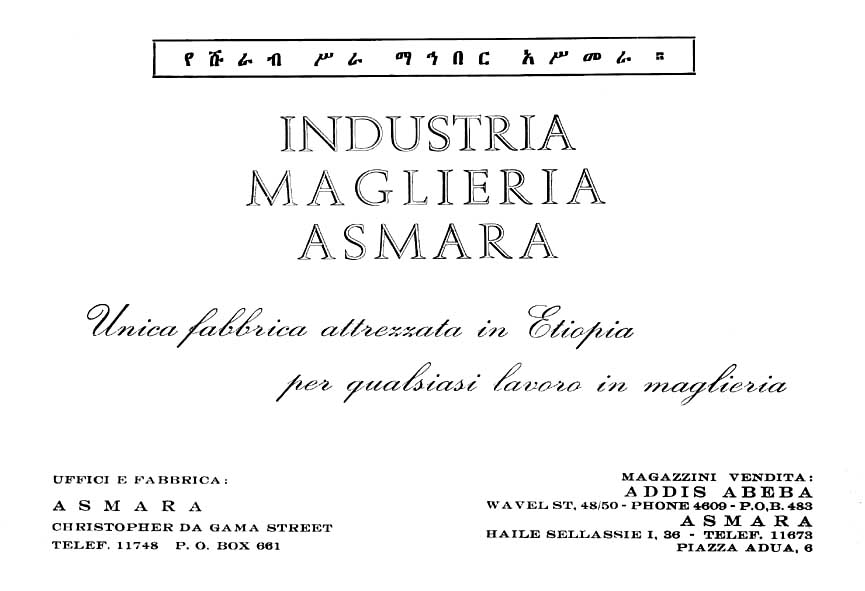 የሹራብ ሥራ ማኅበር አሥመራ ።
INDUSTRIA
MAGLIERIA
ASMARA
Unica fabbrica attrezzata in Etiopia
per qualsiasi lavoro in maglieria
UFFICI E FABBRICA:
ASMARA
CHRISTOPHER DA GAMA STREET
TELEF. 11748 P. O. BOX 661
MAGAZZINI VENDITA:
ADDIS ABEBA
WAVEL ST, 48/50 - PHONE 4609 - P.O,B. 483
ASMARA
HAILE SELLASSIE I, 36 - TELEF. 11673
PIAZZA ADUA, 6